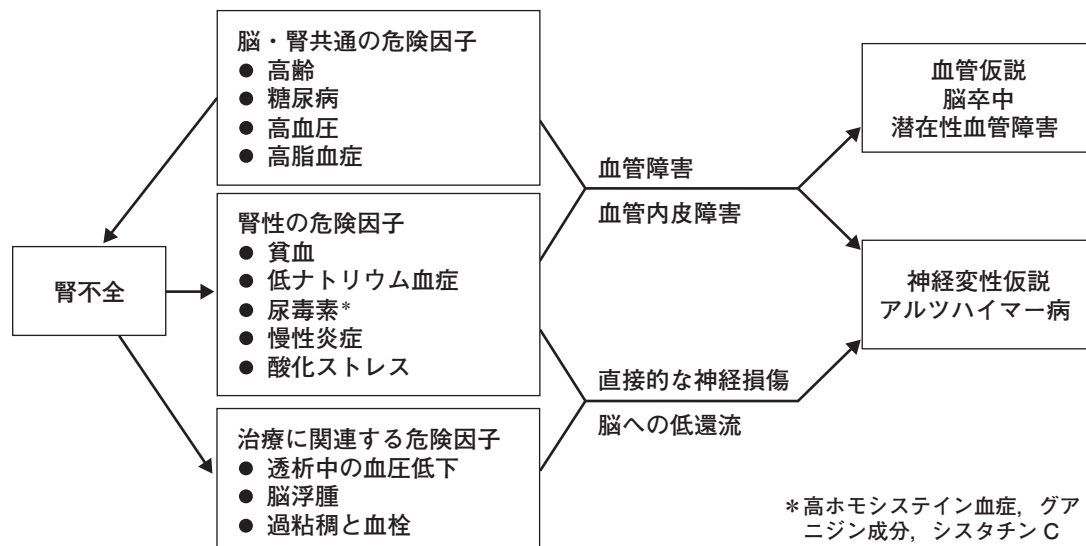 脳・腎共通の危険因子
● 高齢
● 糖尿病
● 高血圧
● 高脂血症
腎性の危険因子
● 貧血
● 低ナトリウム血症
● 尿毒素*
● 慢性炎症
● 酸化ストレス
治療に関連する危険因子
● 透析中の血圧低下
● 脳浮腫
● 過粘稠と血栓
腎不全
血管障害
血管内皮障害
直接的な神経損傷
脳への低還流
血管仮説
脳卒中
潜在性血管障害
神経変性仮説
アルツハイマー病
*高ホモシステイン血症，グア
ニジン成分，シスタチン C